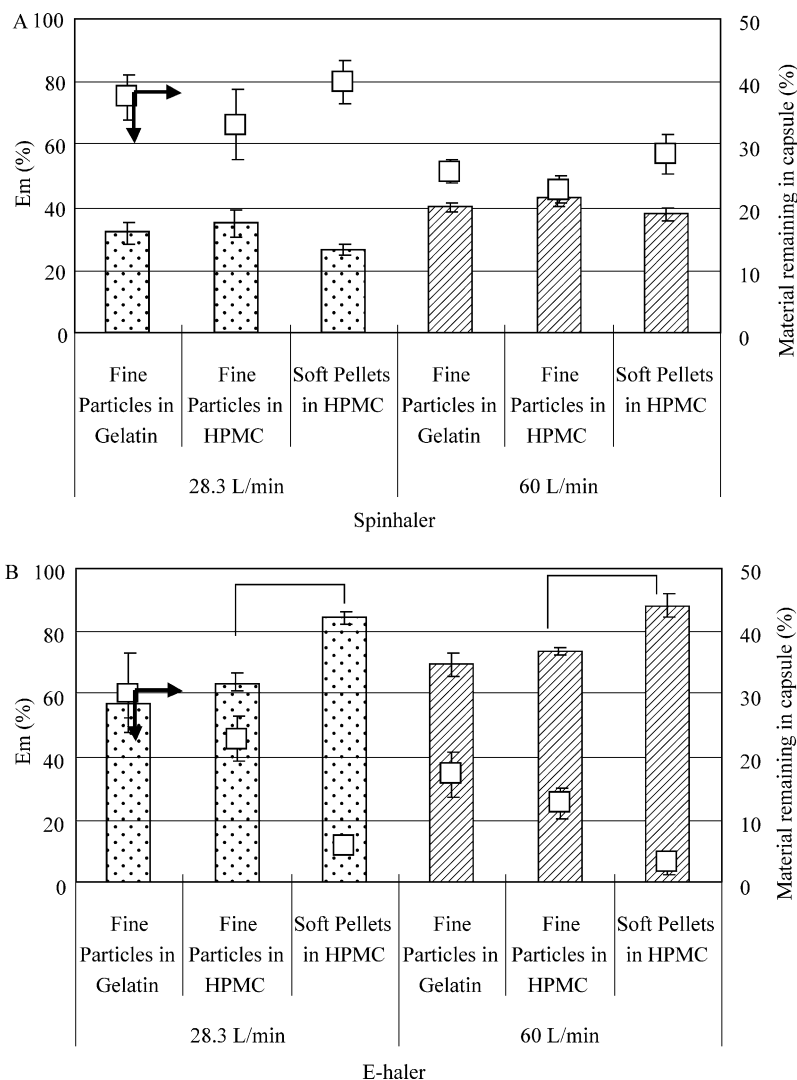 A
100
80
60
40
20
0
Em (%)
50
40
30
20
10
0
Material remaining in capsule (%)
Fine Fine Soft Pellets Fine Fine Soft Pellets
Particles in Particles in in HPMC Particles in Particles in in HPMC
Gelatin HPMC Gelatin HPMC
28.3 L/min 60 L/min
Spinhaler
B
100
80
60
40
20
0
Em (%)
50
40
30
20
10
0
Material remaining in capsule (%)
Fine Fine Soft Pellets Fine Fine Soft Pellets
Particles in Particles in in HPMC Particles in Particles in in HPMC
Gelatin HPMC Gelatin HPMC
28.3 L/min 60 L/min
E-haler